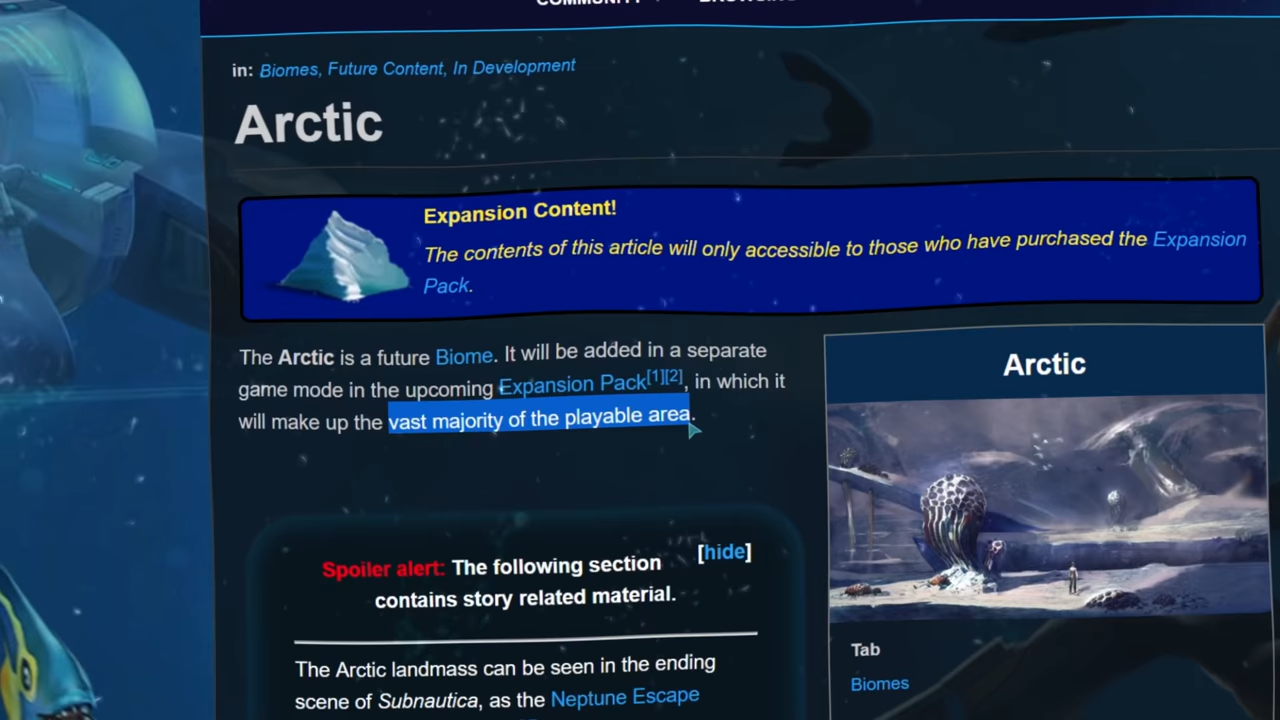 COMMUNITY
in: Biomes, Future Content, In Development
Arctic
Expansion Content!
The contents of this article will only accessible to those who have purchased the Expansion
Pack.
The Arctic is a future Biome. It will be added in a separate
game mode in the upcoming Expansion Pack[1][2], in which it
will make up the vast majority of the playable area.
Arctic
Spoiler alert: The following section
contains story related material.
[hide]
The Arctic landmass can be seen in the ending
scene of Subnautica, as the Neptune Escape
Tab
Biomes